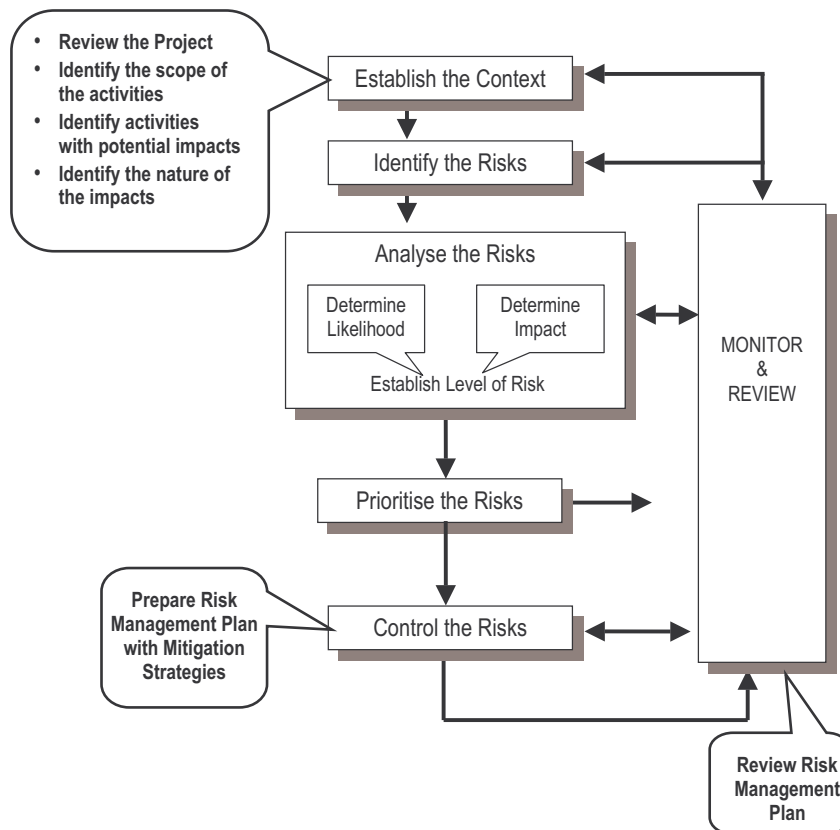 • Review the Project
• Identify the scope of
the activities
• Identify activities
with potential impacts
• Identify the nature of
the impacts
Establish the Context
Identify the Risks
Analyse the Risks
Determine
Likelihood
Determine
Impact
Establish Level of Risk
MONITOR
&
REVIEW
Prioritise the Risks
Prepare Risk
Management Plan
with Mitigation
Strategies
Control the Risks
Review Risk
Management
Plan